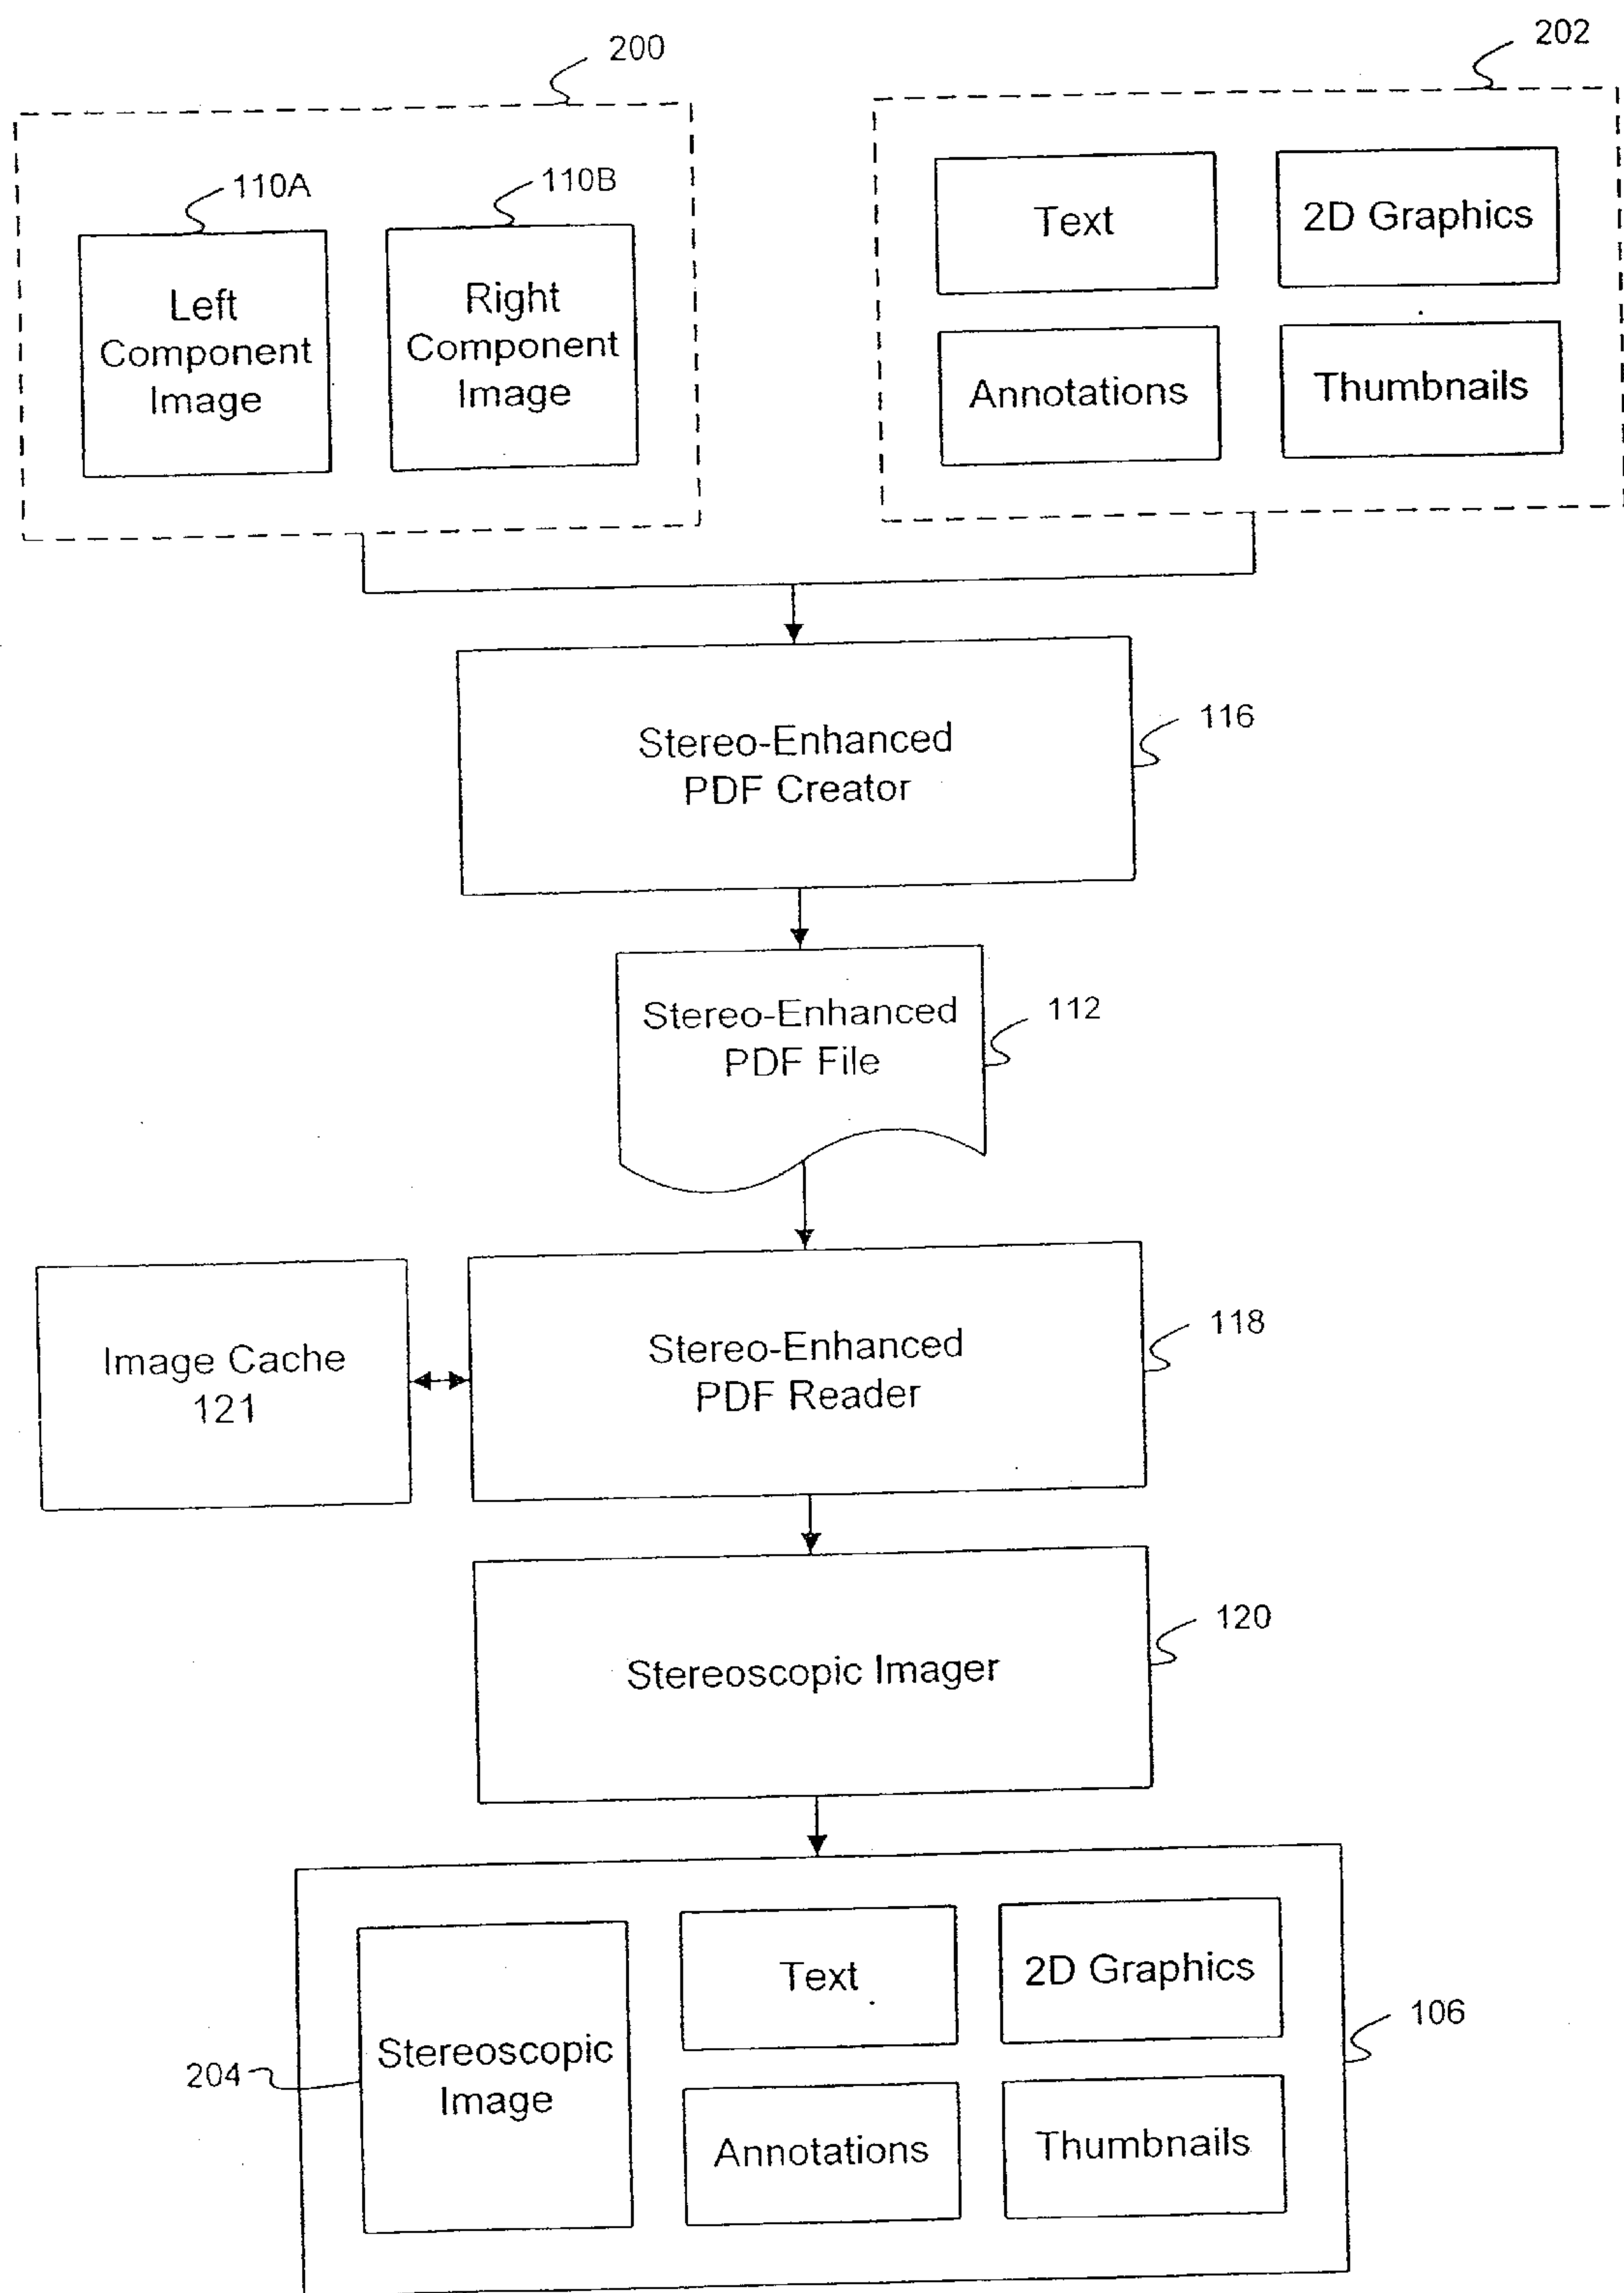 200
202
110A
110B
Left
Component
Image
Right
Component
Image
Text
2D Graphics
Annotations
Thumbnails
Stereo-Enhanced
PDF Creator
116
Stereo-Enhanced
PDF File
112
Image Cache
121
Stereo-Enhanced
PDF Reader
118
Stereoscopic Imager
120
Stereoscopic
Image
204
Text
2D Graphics
Annotations
Thumbnails
106